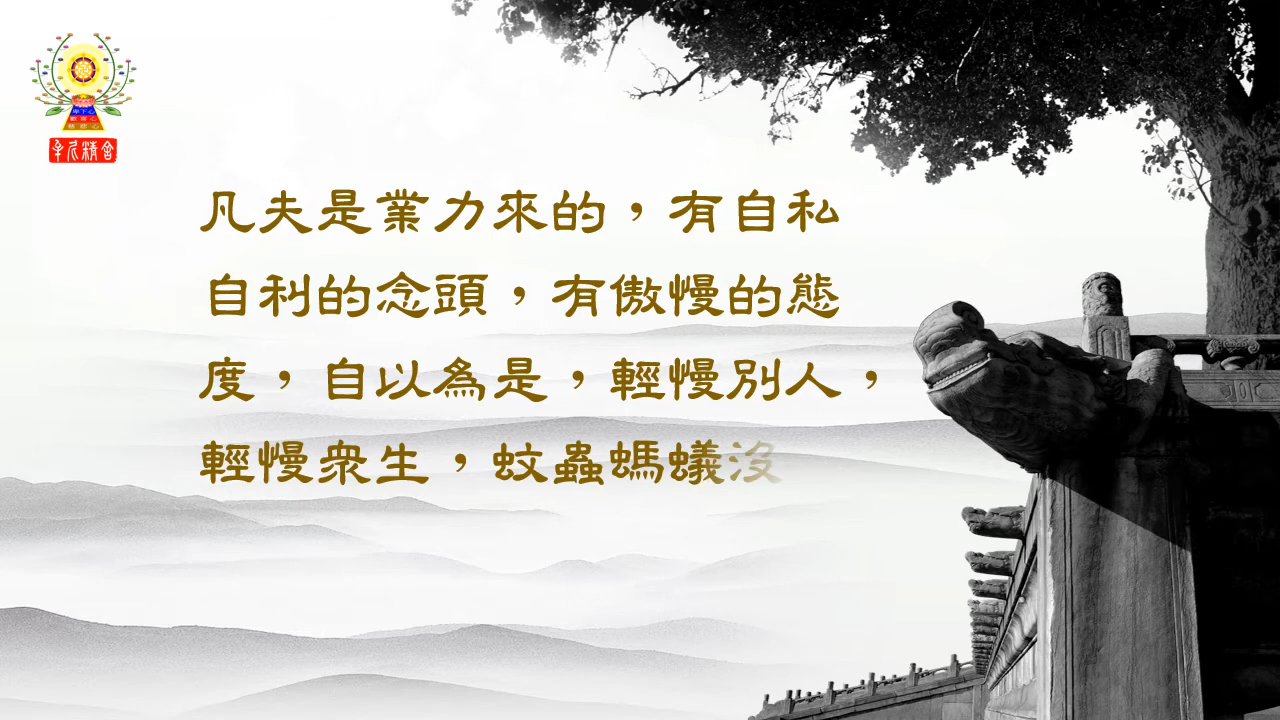 凡夫是業力來的，有自私
自利的念頭，有傲慢的態
度，自以為是，輕慢別人，
輕慢眾生，蚊蟲螞蟻沒